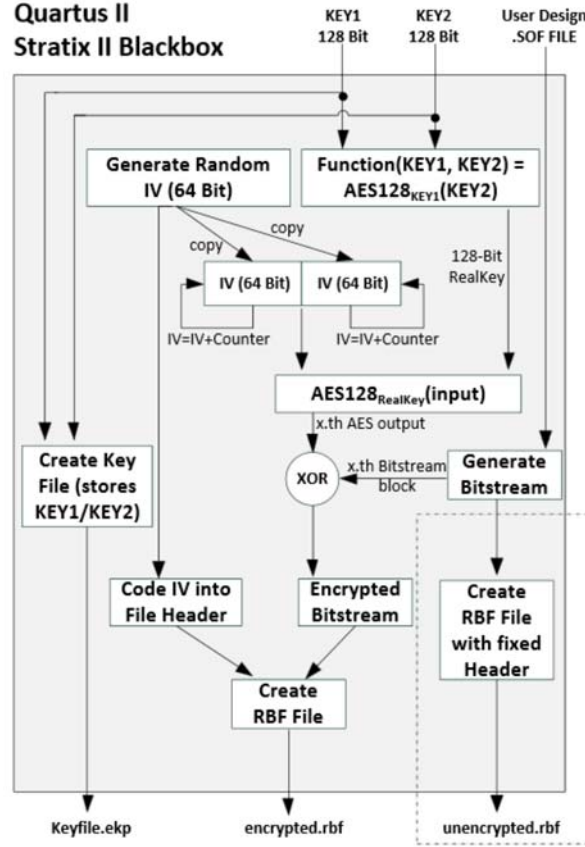 Quartus II
Stratix II Blackbox
KEY1
128 Bit
KEY2
128 Bit
User Design
.SOF FILE
Generate Random
IV (64 Bit)
Function(KEY1, KEY2) =
AES128KEY1(KEY2)
copy
copy
128-Bit
RealKey
IV (64 Bit)
IV (64 Bit)
IV=IV+Counter
IV=IV+Counter
AES128RealKey(input)
x.th AES output
Create Key
File (stores
KEY1/KEY2)
XOR
x.th Bitstream
block
Generate
Bitstream
Code IV into
File Header
Encrypted
Bitstream
Create
RBF File
with fixed
Header
Create
RBF File
Keyfile.ekp
encrypted.rbf
unencrypted.rbf